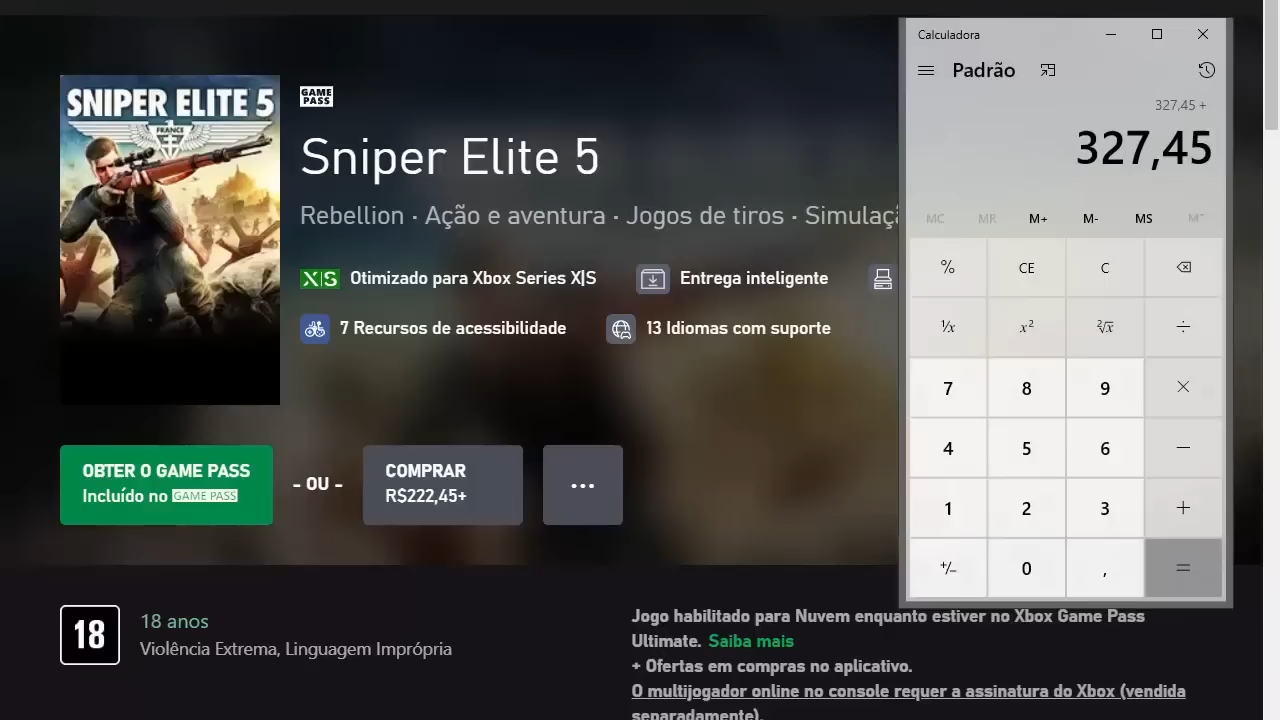 SNIPER ELITE 5
FRANCE
GAME
PASS
Sniper Elite 5
Rebellion · Ação e aventura · Jogos de tiros · Simulaç
X|S Otimizado para Xbox Series X|S
Entrega inteligente
7 Recursos de acessibilidade
13 Idiomas com suporte
OBTER O GAME PASS
Incluído no GAME PASS
- OU -
COMPRAR
R$222,45+
...
18
18 anos
Violência Extrema, Linguagem Imprópria
Jogo habilitado para Nuvem enquanto estiver no Xbox Game Pass
Ultimate. Saiba mais
+ Ofertas em compras no aplicativo.
O multijogador online no console requer a assinatura do Xbox (vendida
separadamente).
Calculadora
Padrão
327,45 +
327,45
MC MR M+ M- MS M˅
% CE C ⌫
¹/x x² ²√x ÷
7 8 9 ×
4 5 6 −
1 2 3 +
+/− 0 , =